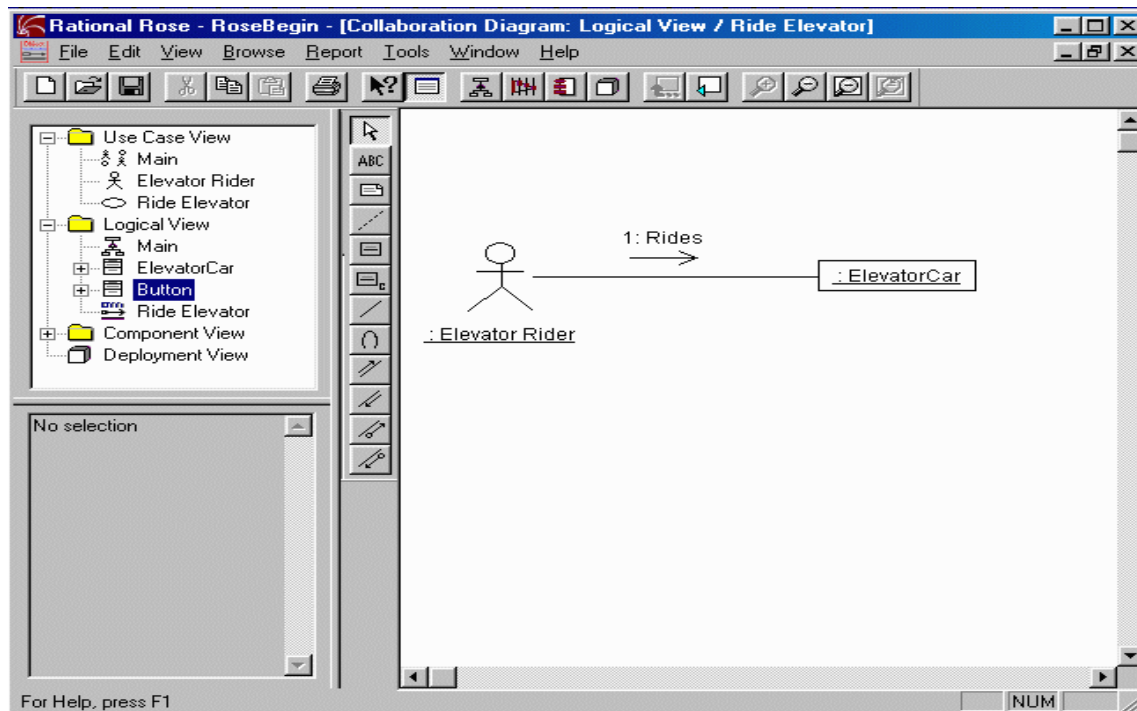 Rational Rose - RoseBegin - [Collaboration Diagram: Logical View / Ride Elevator]
File Edit View Browse Report Tools Window Help
Use Case View
Main
Elevator Rider
Ride Elevator
Logical View
Main
ElevatorCar
Button
Ride Elevator
Component View
Deployment View
No selection
ABC
1: Rides
: Elevator Rider
: ElevatorCar
For Help, press F1
NUM